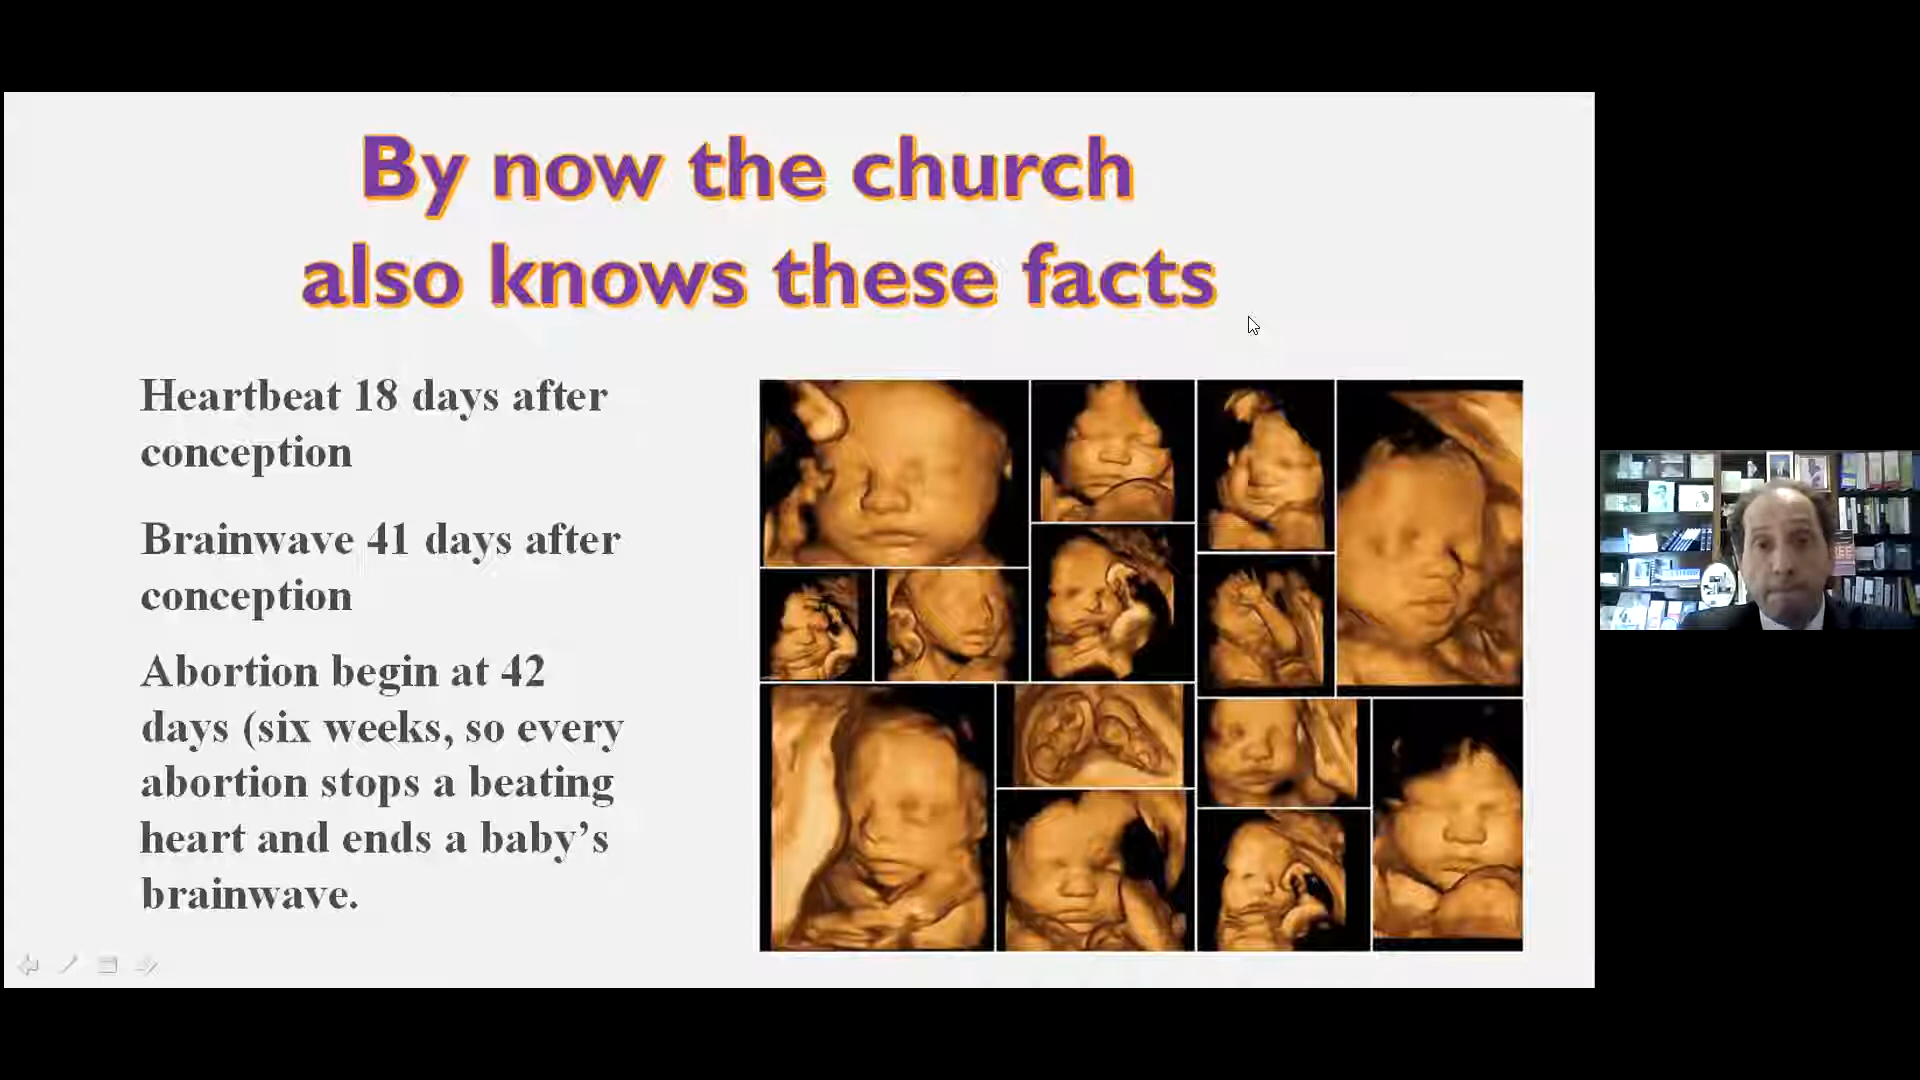 By now the church
also knows these facts
Heartbeat 18 days after
conception
Brainwave 41 days after
conception
Abortion begin at 42
days (six weeks, so every
abortion stops a beating
heart and ends a baby’s
brainwave.